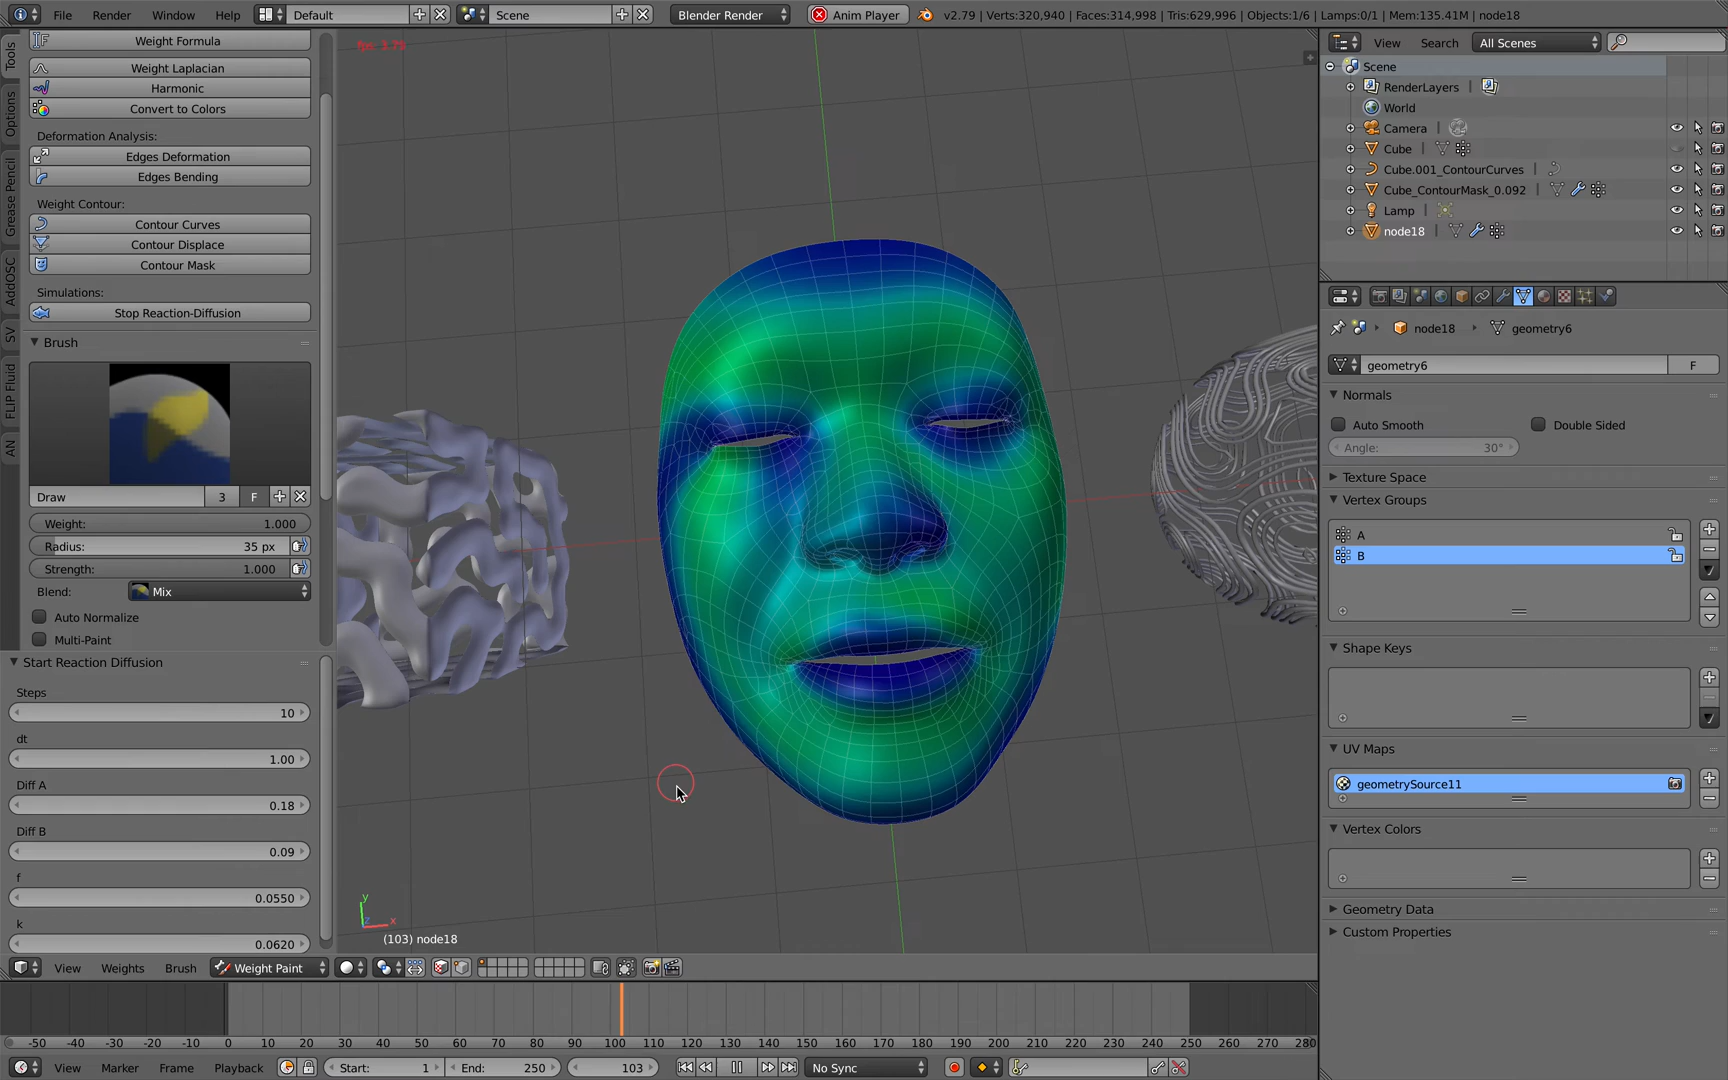 File Render Window Help Default Scene Blender Render Anim Player v2.79 | Verts:320,940 | Faces:314,998 | Tris:629,996 | Objects:1/6 | Lamps:0/1 | Mem:135.41M | node18
Tools
Options
Grease Pencil
AddOSC
SV
FLIP Fluid
AN
Weight Formula
Weight Laplacian
Harmonic
Convert to Colors
Deformation Analysis:
Edges Deformation
Edges Bending
Weight Contour:
Contour Curves
Contour Displace
Contour Mask
Simulations:
Stop Reaction-Diffusion
Brush
Draw 3 F
Weight: 1.000
Radius: 35 px
Strength: 1.000
Blend: Mix
Auto Normalize
Multi-Paint
Start Reaction Diffusion
Steps
10
dt
1.00
Diff A
0.18
Diff B
0.09
f
0.0550
k
0.0620
y
z x
(103) node18
View Weights Brush Weight Paint
-50 -40 -30 -20 -10 0 10 20 30 40 50 60 70 80 90 100 110 120 130 140 150 160 170 180 190 200 210 220 230 240 250 260 270 280
View Marker Frame Playback Start: 1 End: 250 103 No Sync
View Search All Scenes
Scene
RenderLayers
World
Camera
Cube
Cube.001_ContourCurves
Cube_ContourMask_0.092
Lamp
node18
node18 geometry6
geometry6 F
Normals
Auto Smooth Double Sided
Angle: 30°
Texture Space
Vertex Groups
A
B
Shape Keys
UV Maps
geometrySource11
Vertex Colors
Geometry Data
Custom Properties